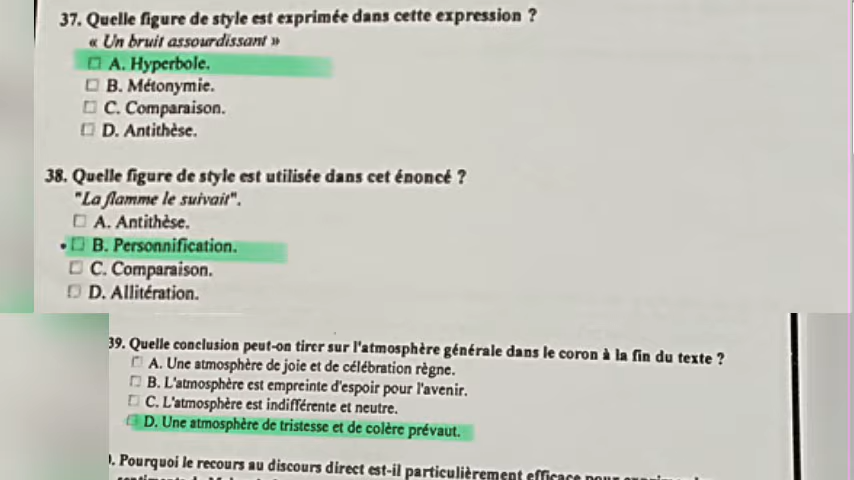 37. Quelle figure de style est exprimée dans cette expression ?
« Un bruit assourdissant »
A. Hyperbole.
B. Métonymie.
C. Comparaison.
D. Antithèse.
38. Quelle figure de style est utilisée dans cet énoncé ?
"La flamme le suivait".
A. Antithèse.
B. Personnification.
C. Comparaison.
D. Allitération.
39. Quelle conclusion peut-on tirer sur l'atmosphère générale dans le coron à la fin du texte ?
A. Une atmosphère de joie et de célébration règne.
B. L'atmosphère est empreinte d'espoir pour l'avenir.
C. L'atmosphère est indifférente et neutre.
D. Une atmosphère de tristesse et de colère prévaut.
. Pourquoi le recours au discours direct est-il particulièrement efficace pour